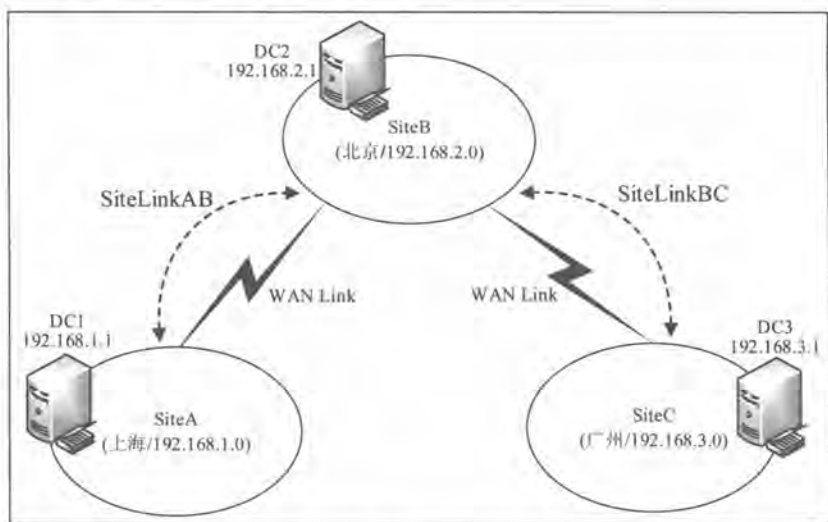 DC2
192.168.2.1
SiteB
(北京/192.168.2.0)
SiteLinkAB
SiteLinkBC
WAN Link
WAN Link
DC1
192.168.1.1
DC3
192.168.3.1
SiteA
(上海/192.168.1.0)
SiteC
(广州/192.168.3.0)